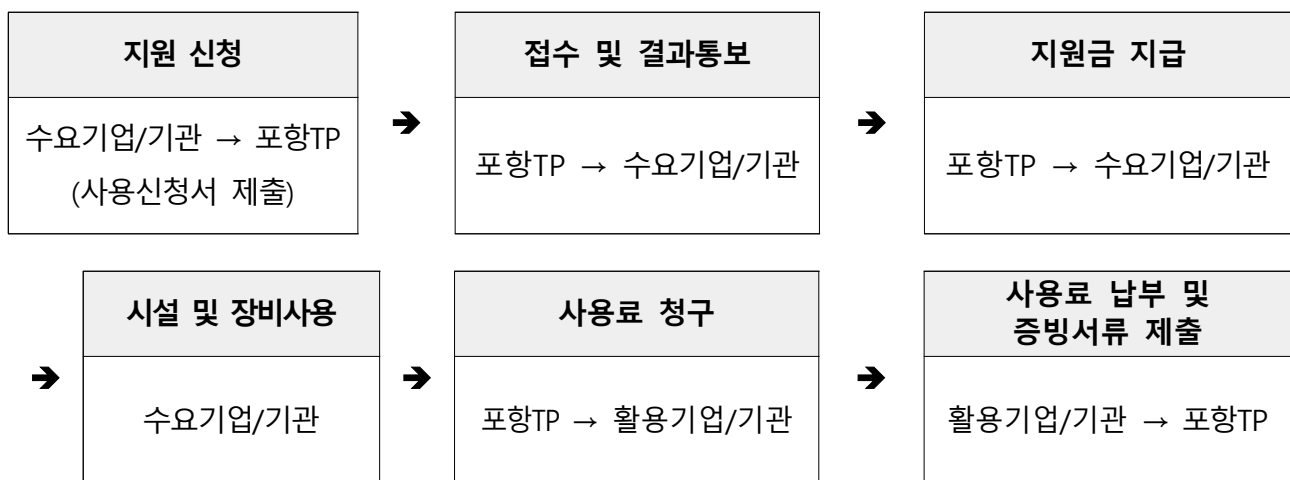 지원 신청
수요기업/기관 → 포항TP
(사용신청서 제출)
➔
접수 및 결과통보
포항TP → 수요기업/기관
➔
지원금 지급
포항TP → 수요기업/기관
➔
시설 및 장비사용
수요기업/기관
➔
사용료 청구
포항TP → 활용기업/기관
➔
사용료 납부 및
증빙서류 제출
활용기업/기관 → 포항TP